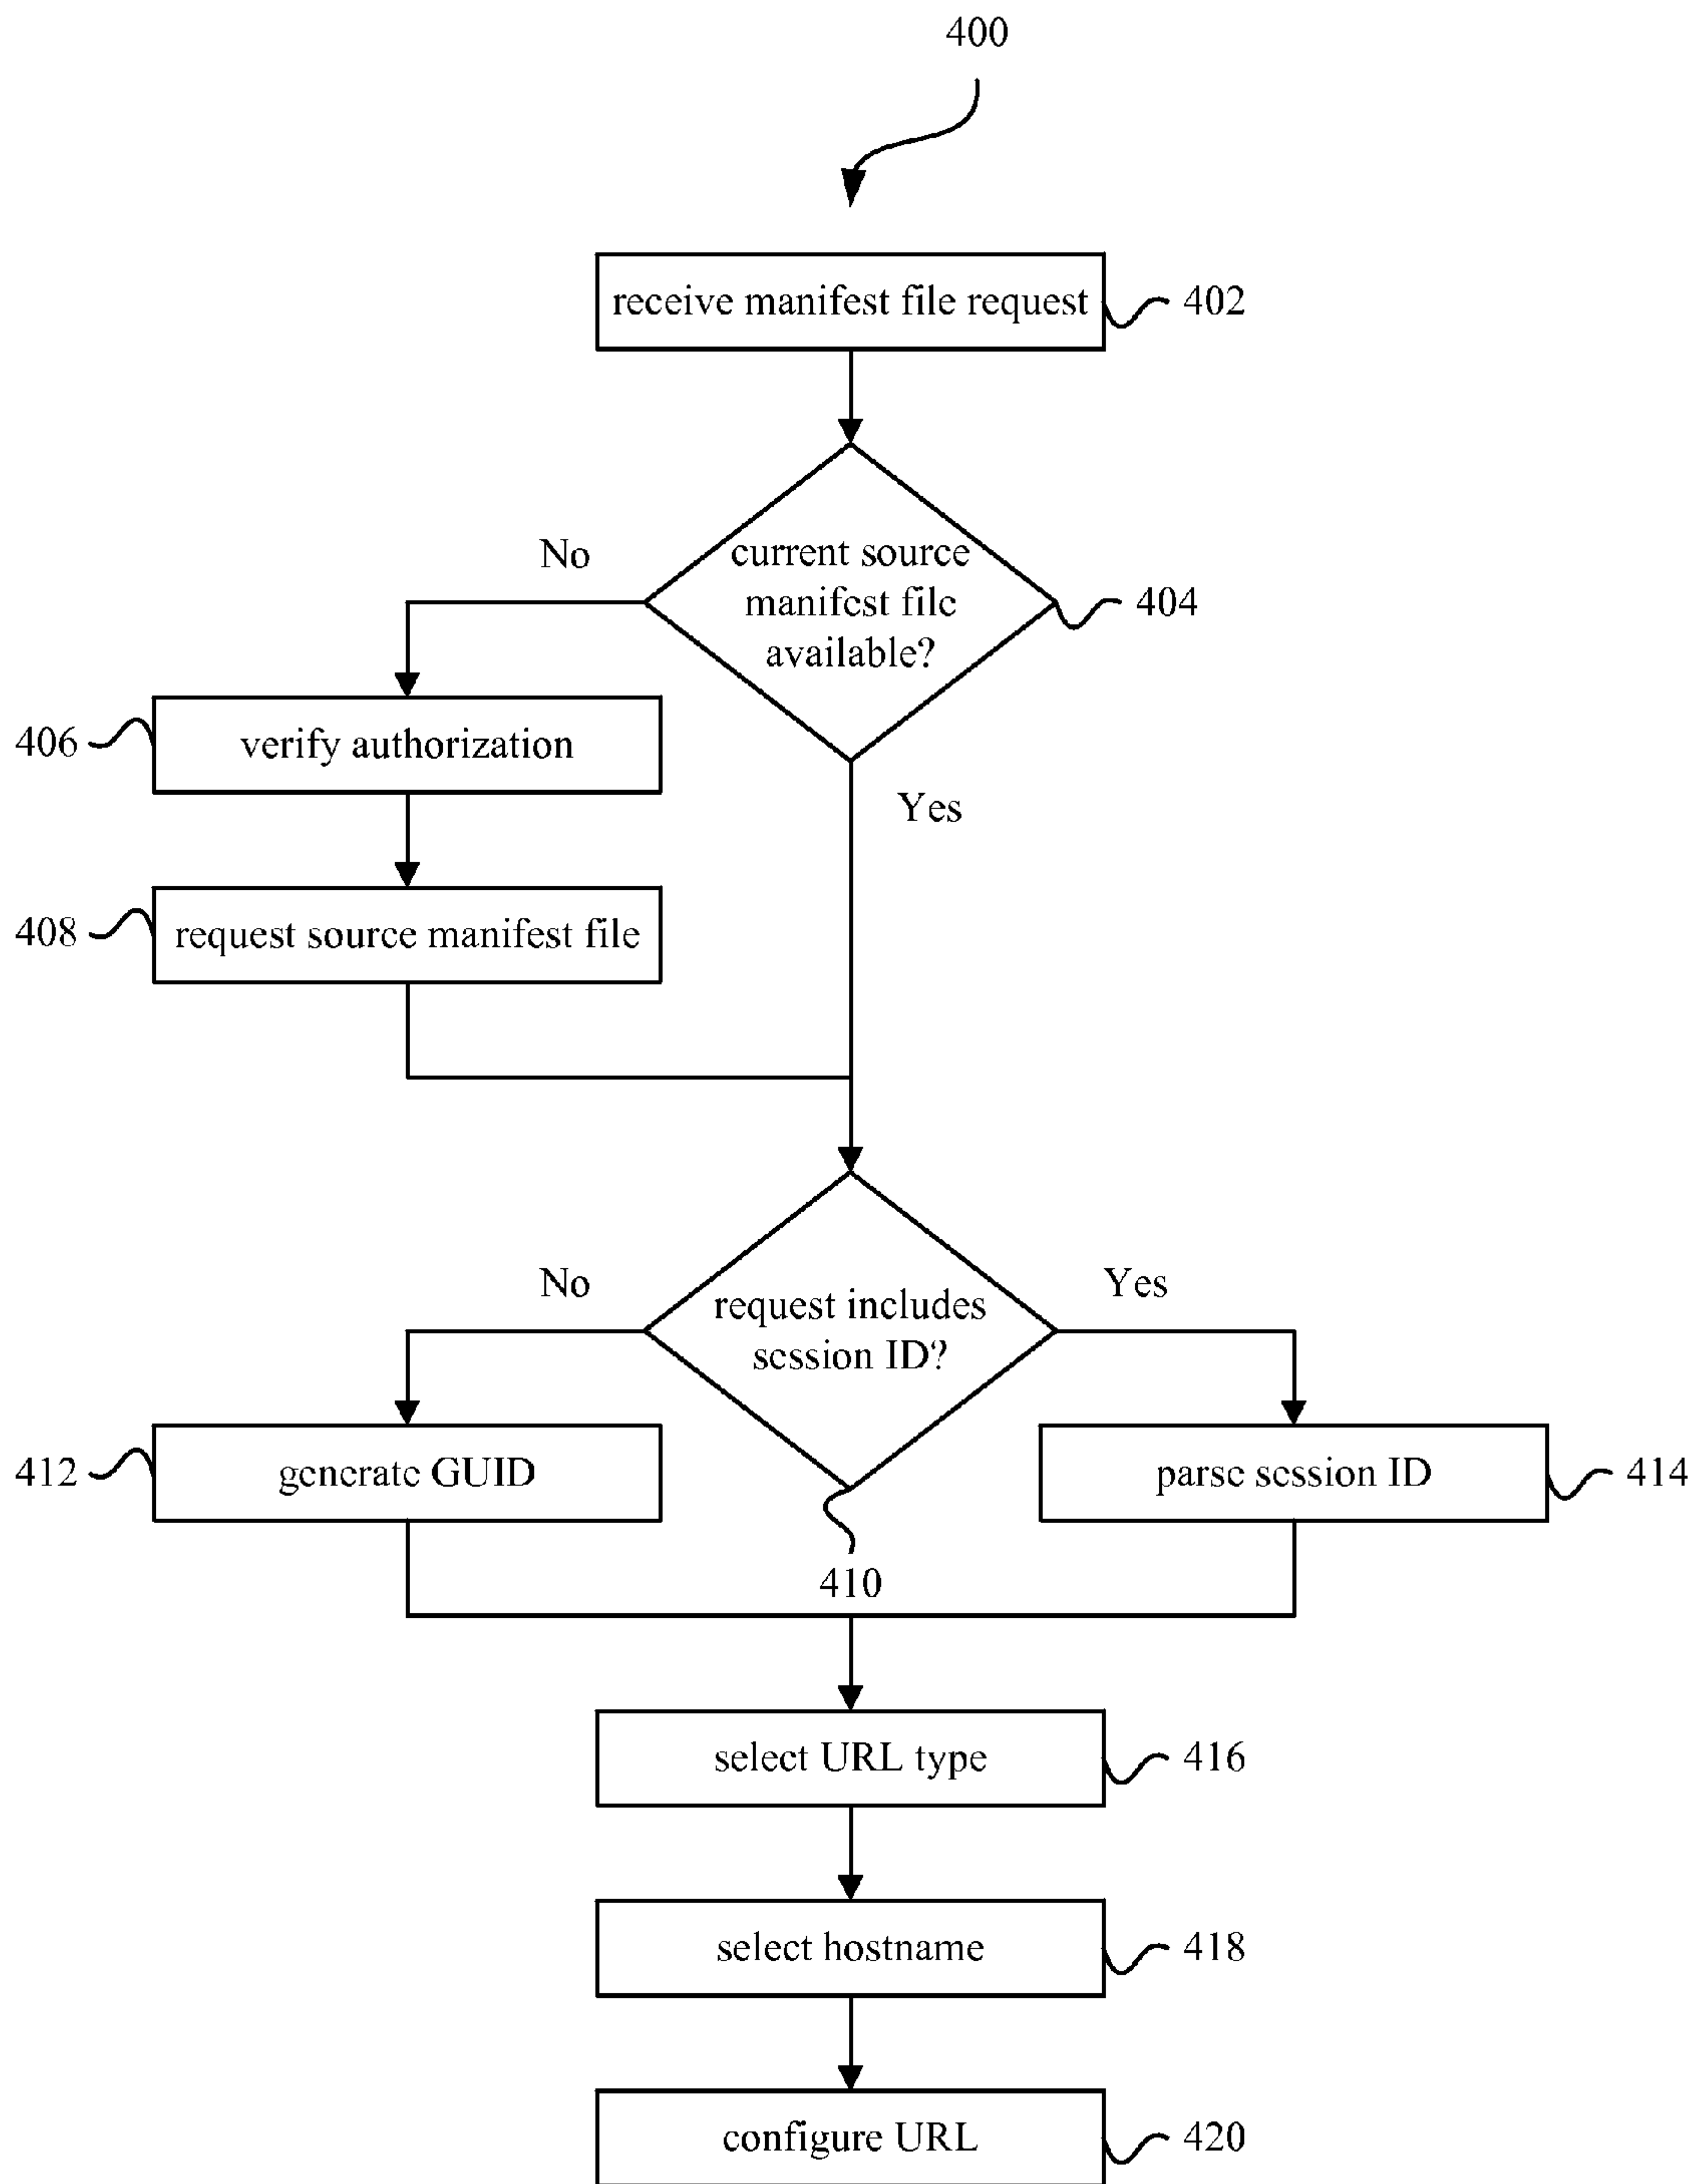 400
receive manifest file request
402
No
current source
manifest file
available?
404
406
verify authorization
Yes
408
request source manifest file
No
request includes
session ID?
Yes
412
generate GUID
parse session ID
414
410
select URL type
416
select hostname
418
configure URL
420